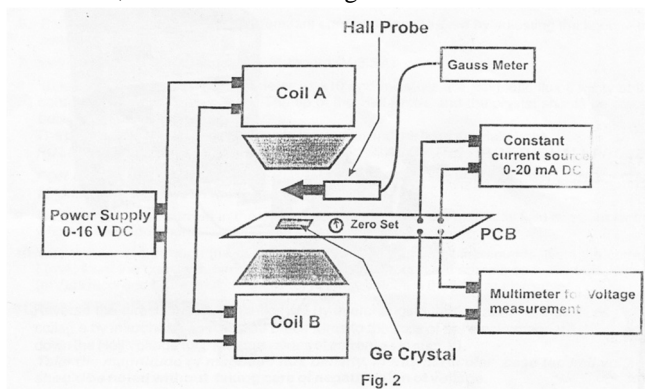 Hall Probe
Gauss Meter
Coil A
Constant
current source
0-20 mA DC
Power Supply
0-16 V DC
Zero Set
PCB
Multimeter for Voltage
measurement
Coil B
Ge Crystal
Fig. 2